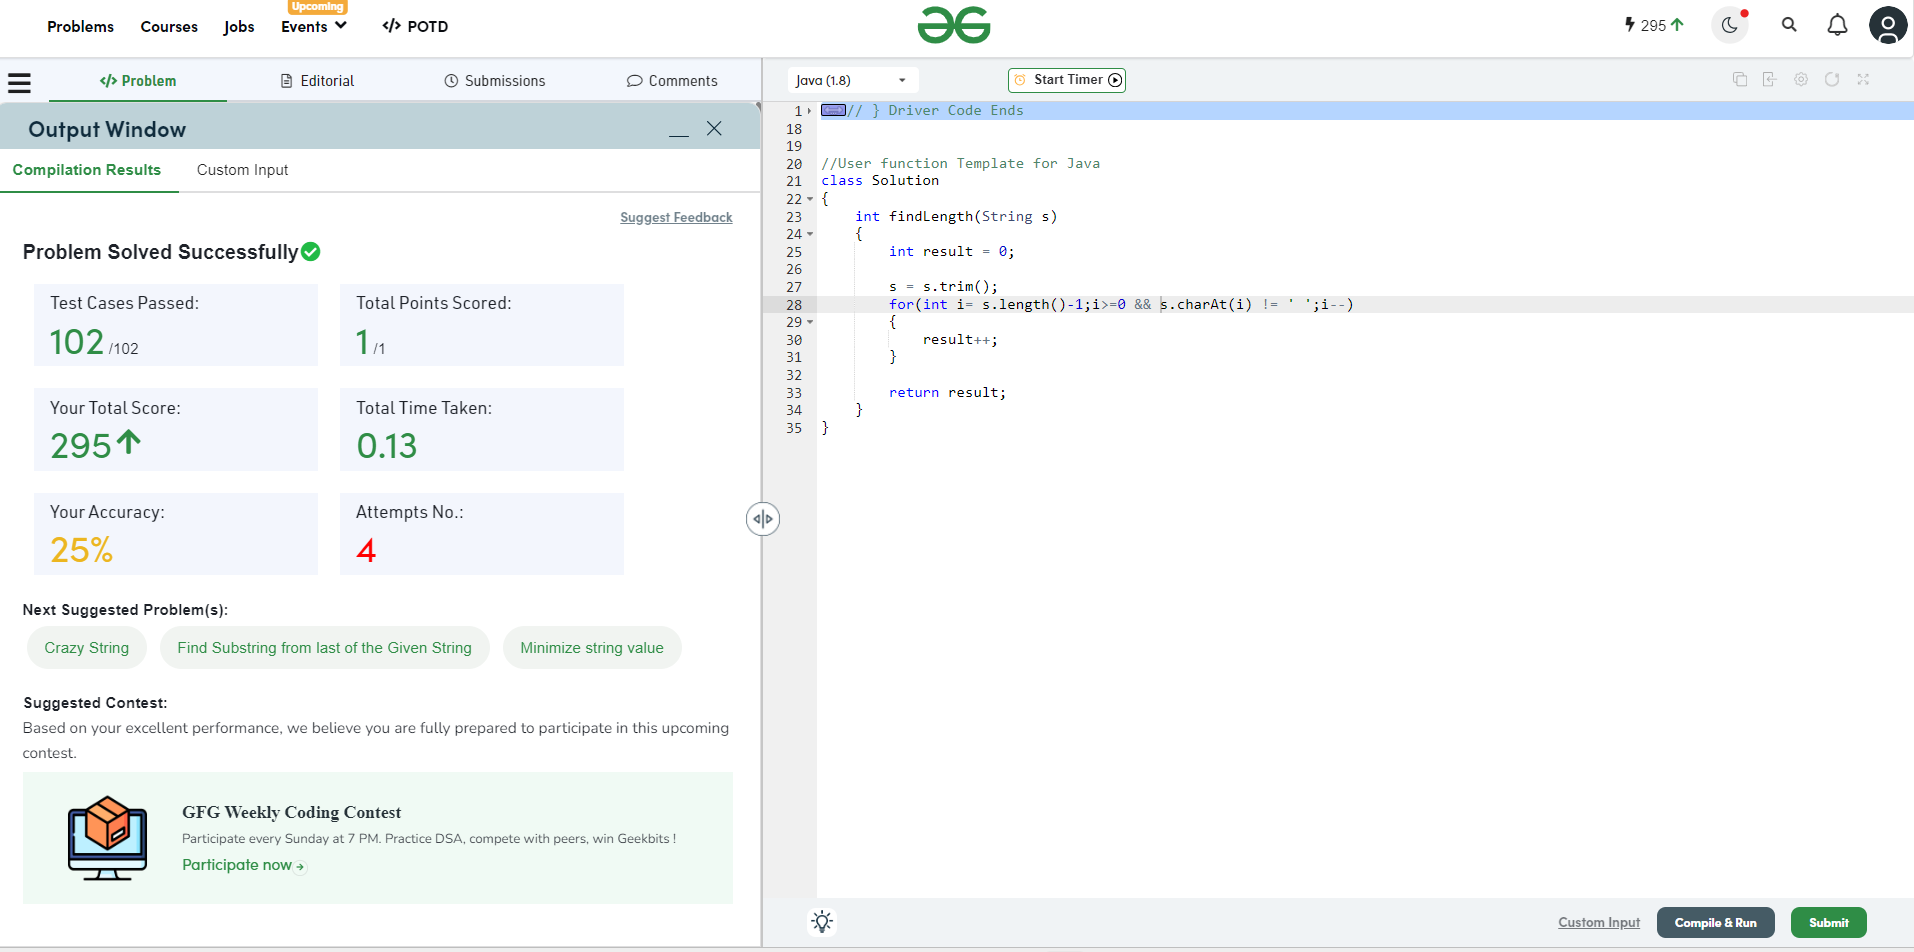 Upcoming
Problems Courses Jobs Events </> POTD
295
</> Problem Editorial Submissions Comments
Output Window
Compilation Results Custom Input
Suggest Feedback
Problem Solved Successfully
Test Cases Passed: Total Points Scored:
102 /102 1 /1
Your Total Score: Total Time Taken:
295 0.13
Your Accuracy: Attempts No.:
25% 4
Next Suggested Problem(s):
Crazy String Find Substring from last of the Given String Minimize string value
Suggested Contest:
Based on your excellent performance, we believe you are fully prepared to participate in this upcoming
contest.
GFG Weekly Coding Contest
Participate every Sunday at 7 PM. Practice DSA, compete with peers, win Geekbits !
Participate now
Java (1.8) Start Timer
1 // } Driver Code Ends
18
19
20 //User function Template for Java
21 class Solution
22 {
23 int findLength(String s)
24 {
25 int result = 0;
26
27 s = s.trim();
28 for(int i= s.length()-1;i>=0 && s.charAt(i) != ' ';i--)
29 {
30 result++;
31 }
32
33 return result;
34 }
35 }
Custom Input Compile & Run Submit